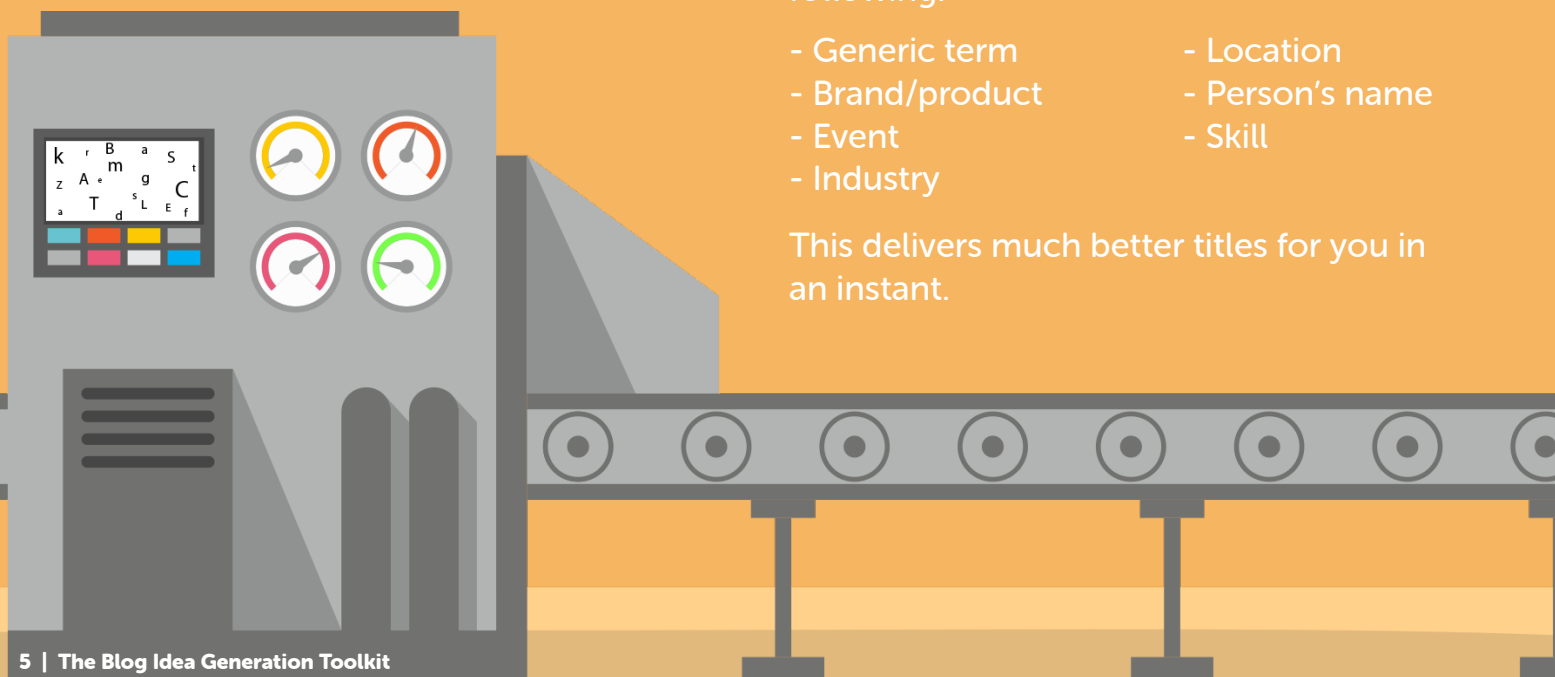 - Generic term
- Brand/product
- Event
- Industry
- Location
- Person's name
- Skill
This delivers much better titles for you in
an instant.
k r B a S
m t
z A e g
s C
T L E
a d f
5 | The Blog Idea Generation Toolkit